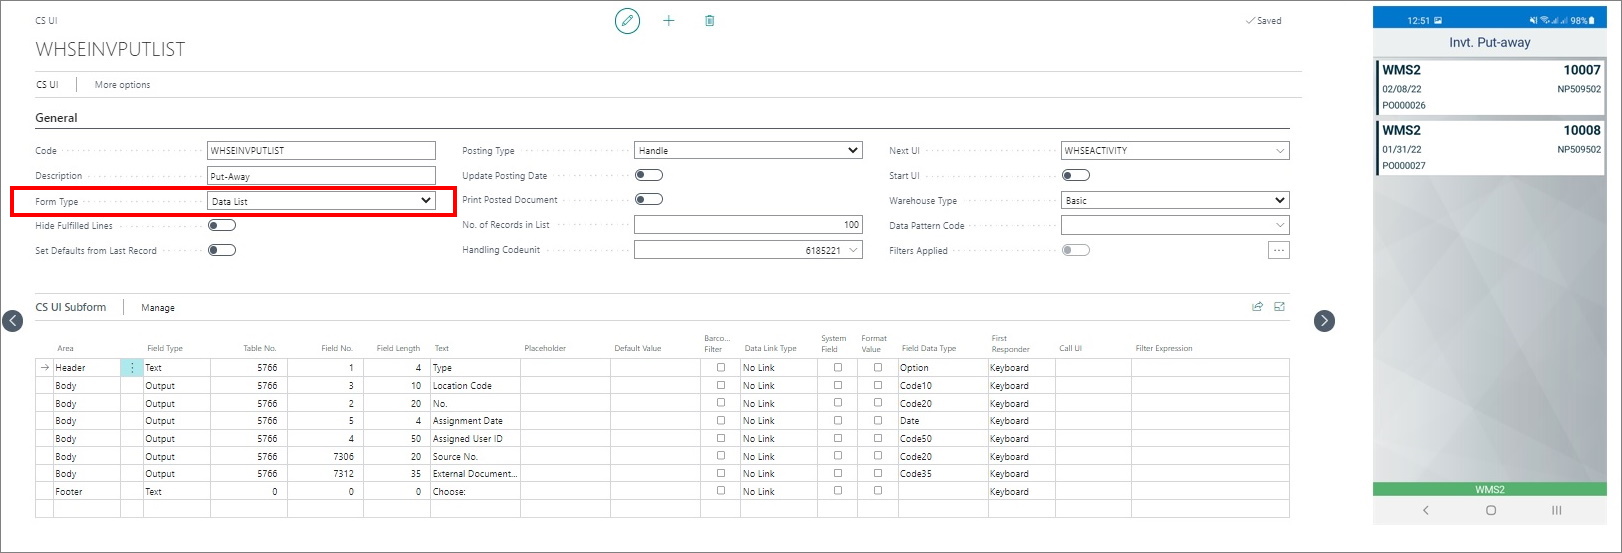 CS UI
Saved
WHSEINVPUTLIST
CS UI More options
General
Code WHSEINVPUTLIST Posting Type Handle Next UI WHSEACTIVITY
Description Put-Away Update Posting Date Start UI
Form Type Data List Print Posted Document Warehouse Type Basic
Hide Fulfilled Lines No. of Records in List 100 Data Pattern Code
Set Defaults from Last Record Handling Codeunit 6185221 Filters Applied
CS UI Subform Manage
Area Field Type Table No. Field No. Field Length Text Placeholder Default Value Barco... Filter Data Link Type System Field Format Value Field Data Type First Responder Call UI Filter Expression
Header Text 5766 1 4 Type No Link Option Keyboard
Body Output 5766 3 10 Location Code No Link Code10 Keyboard
Body Output 5766 2 20 No. No Link Code20 Keyboard
Body Output 5766 5 4 Assignment Date No Link Date Keyboard
Body Output 5766 4 50 Assigned User ID No Link Code50 Keyboard
Body Output 5766 7306 20 Source No. No Link Code20 Keyboard
Body Output 5766 7312 35 External Document... No Link Code35 Keyboard
Footer Text 0 0 0 Choose: No Link Keyboard
12:51 98%
Invt. Put-away
WMS2 10007
02/08/22 NP509502
PO000026
WMS2 10008
01/31/22 NP509502
PO000027
WMS2